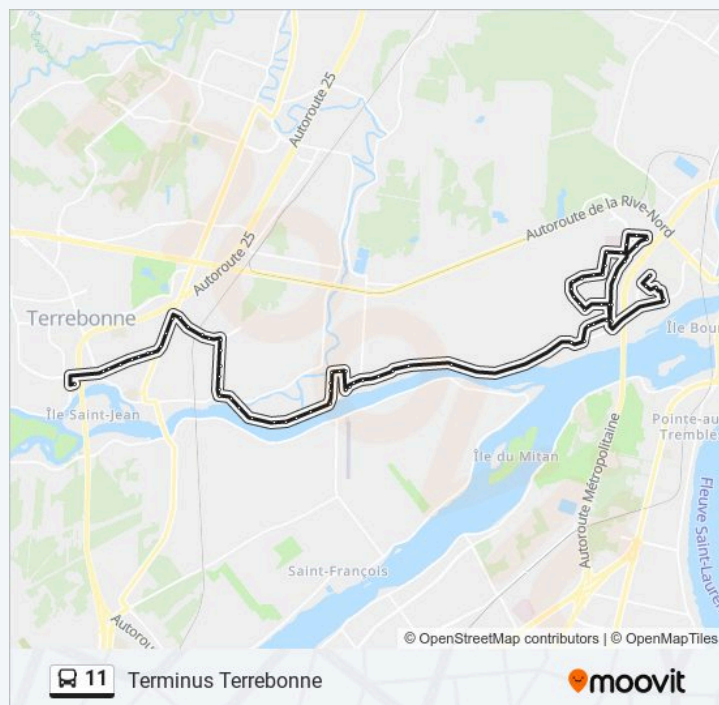 Autoroute 25
Autoroute de la Rive-Nord
Autoroute 25
Terrebonne
Île Bour
Île Saint-Jean
Pointe-au
Tremble
Île du Mitan
Autoroute Métropolitaine
Fleuve Saint-Laure
Saint-François
Autoro
© OpenStreetMap contributors | © OpenMapTiles
11 Terminus Terrebonne
moovit